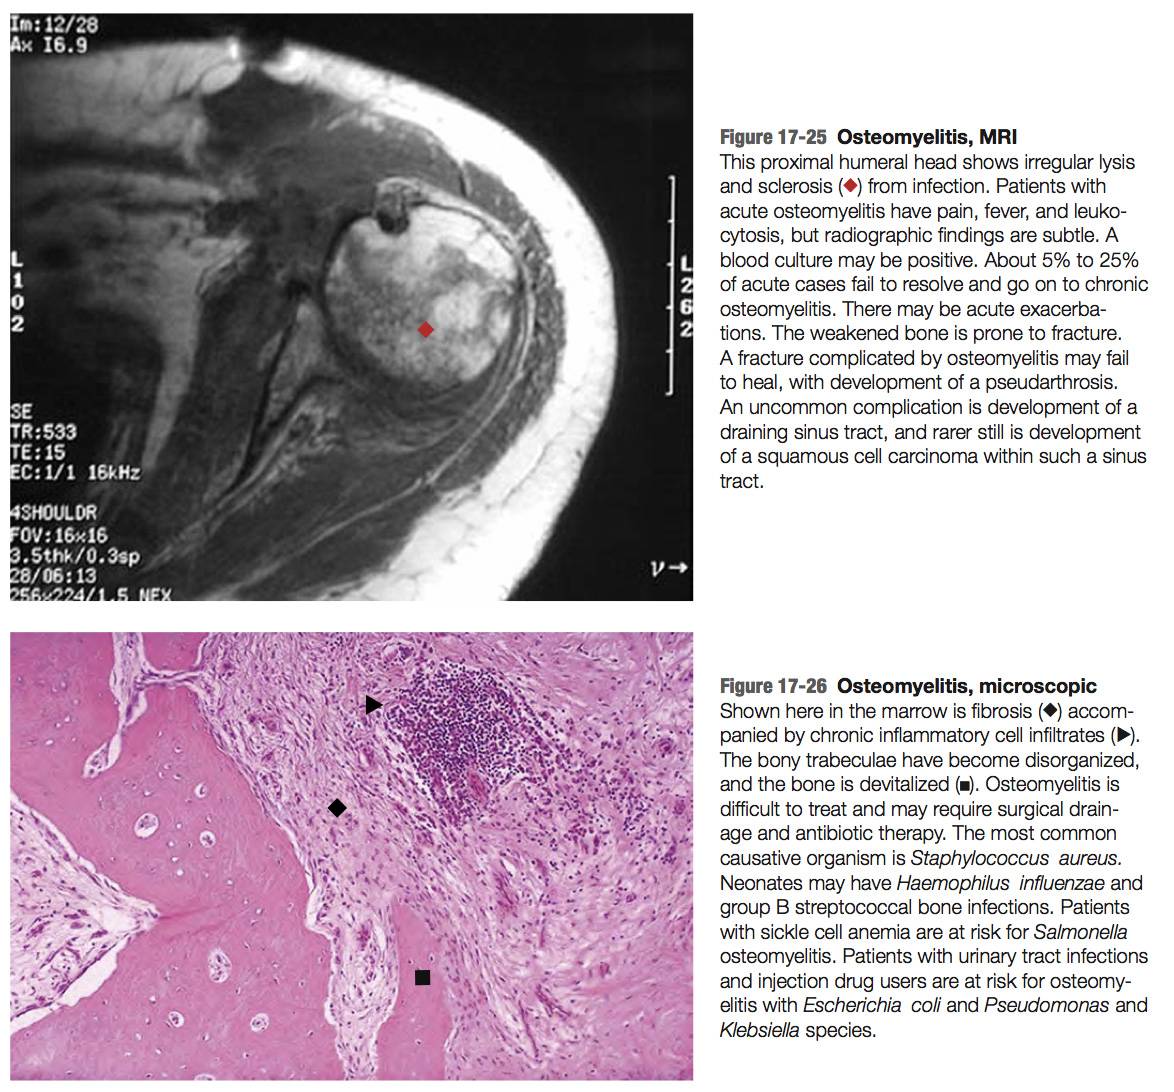 Im:12/28
Ax I6.9
L
1
0
2
L
2
6
2
SE
TR:533
TE:15
EC:1/1 16kHz
4SHOULDR
FOV:16x16
3.5thk/0.3sp
28/06:13
256x224/1.5 NEX
Figure 17-25 Osteomyelitis, MRI
This proximal humeral head shows irregular lysis
and sclerosis (◆) from infection. Patients with
acute osteomyelitis have pain, fever, and leuko-
cytosis, but radiographic findings are subtle. A
blood culture may be positive. About 5% to 25%
of acute cases fail to resolve and go on to chronic
osteomyelitis. There may be acute exacerba-
tions. The weakened bone is prone to fracture.
A fracture complicated by osteomyelitis may fail
to heal, with development of a pseudarthrosis.
An uncommon complication is development of a
draining sinus tract, and rarer still is development
of a squamous cell carcinoma within such a sinus
tract.
Figure 17-26 Osteomyelitis, microscopic
Shown here in the marrow is fibrosis (◆) accom-
panied by chronic inflammatory cell infiltrates (▶).
The bony trabeculae have become disorganized,
and the bone is devitalized (■). Osteomyelitis is
difficult to treat and may require surgical drain-
age and antibiotic therapy. The most common
causative organism is Staphylococcus aureus.
Neonates may have Haemophilus influenzae and
group B streptococcal bone infections. Patients
with sickle cell anemia are at risk for Salmonella
osteomyelitis. Patients with urinary tract infections
and injection drug users are at risk for osteomy-
elitis with Escherichia coli and Pseudomonas and
Klebsiella species.